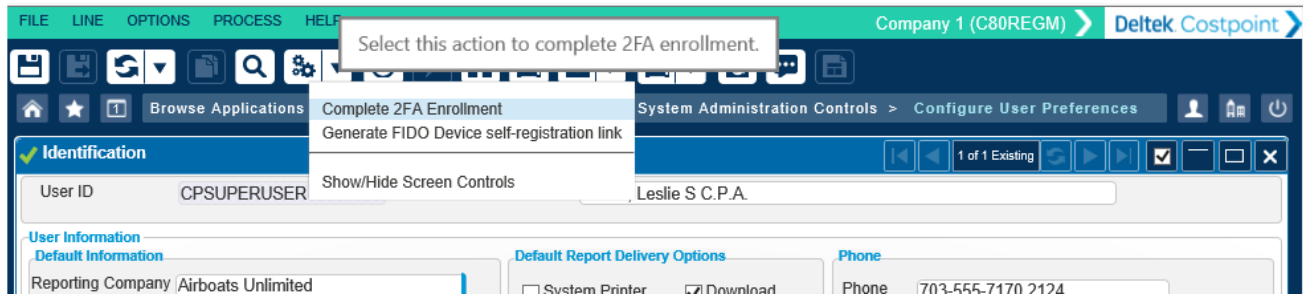 FILE LINE OPTIONS PROCESS HELP
Company 1 (C80REGM) Deltek Costpoint
Select this action to complete 2FA enrollment.
1 Browse Applications System Administration Controls > Configure User Preferences
Complete 2FA Enrollment
Generate FIDO Device self-registration link
Show/Hide Screen Controls
Identification 1 of 1 Existing
User ID CPSUPERUSER , Leslie S C.P.A.
User Information
Default Information Default Report Delivery Options Phone
Reporting Company Airboats Unlimited System Printer Download Phone 703-555-7170 2124